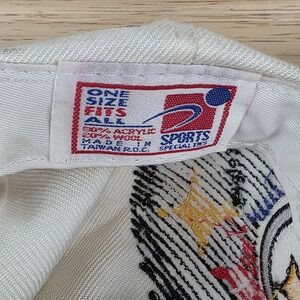 ONE
SIZE
FITS
ALL
80% ACRYLIC
20% WOOL
MADE IN
TAIWAN R.O.C.
SPORTS
SPECIALTIES